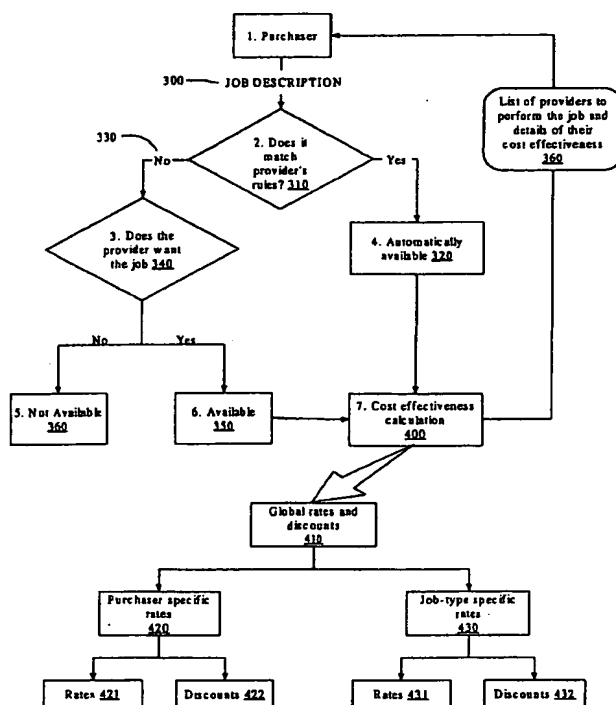 1. Purchaser
300
JOB DESCRIPTION
List of providers to
perform the job and
details of their
cost effectiveness
360
330
2. Does it
match
provider's
rules? 310
No
Yes
3. Does the
provider want
the job 340
4. Automatically
available 320
No
Yes
5. Not Available
360
6. Available
350
7. Cost effectiveness
calculation
400
Global rates and
discounts
410
Purchaser specific
rates
420
Job-type specific
rates
430
Rates 421
Discounts 422
Rates 431
Discounts 432